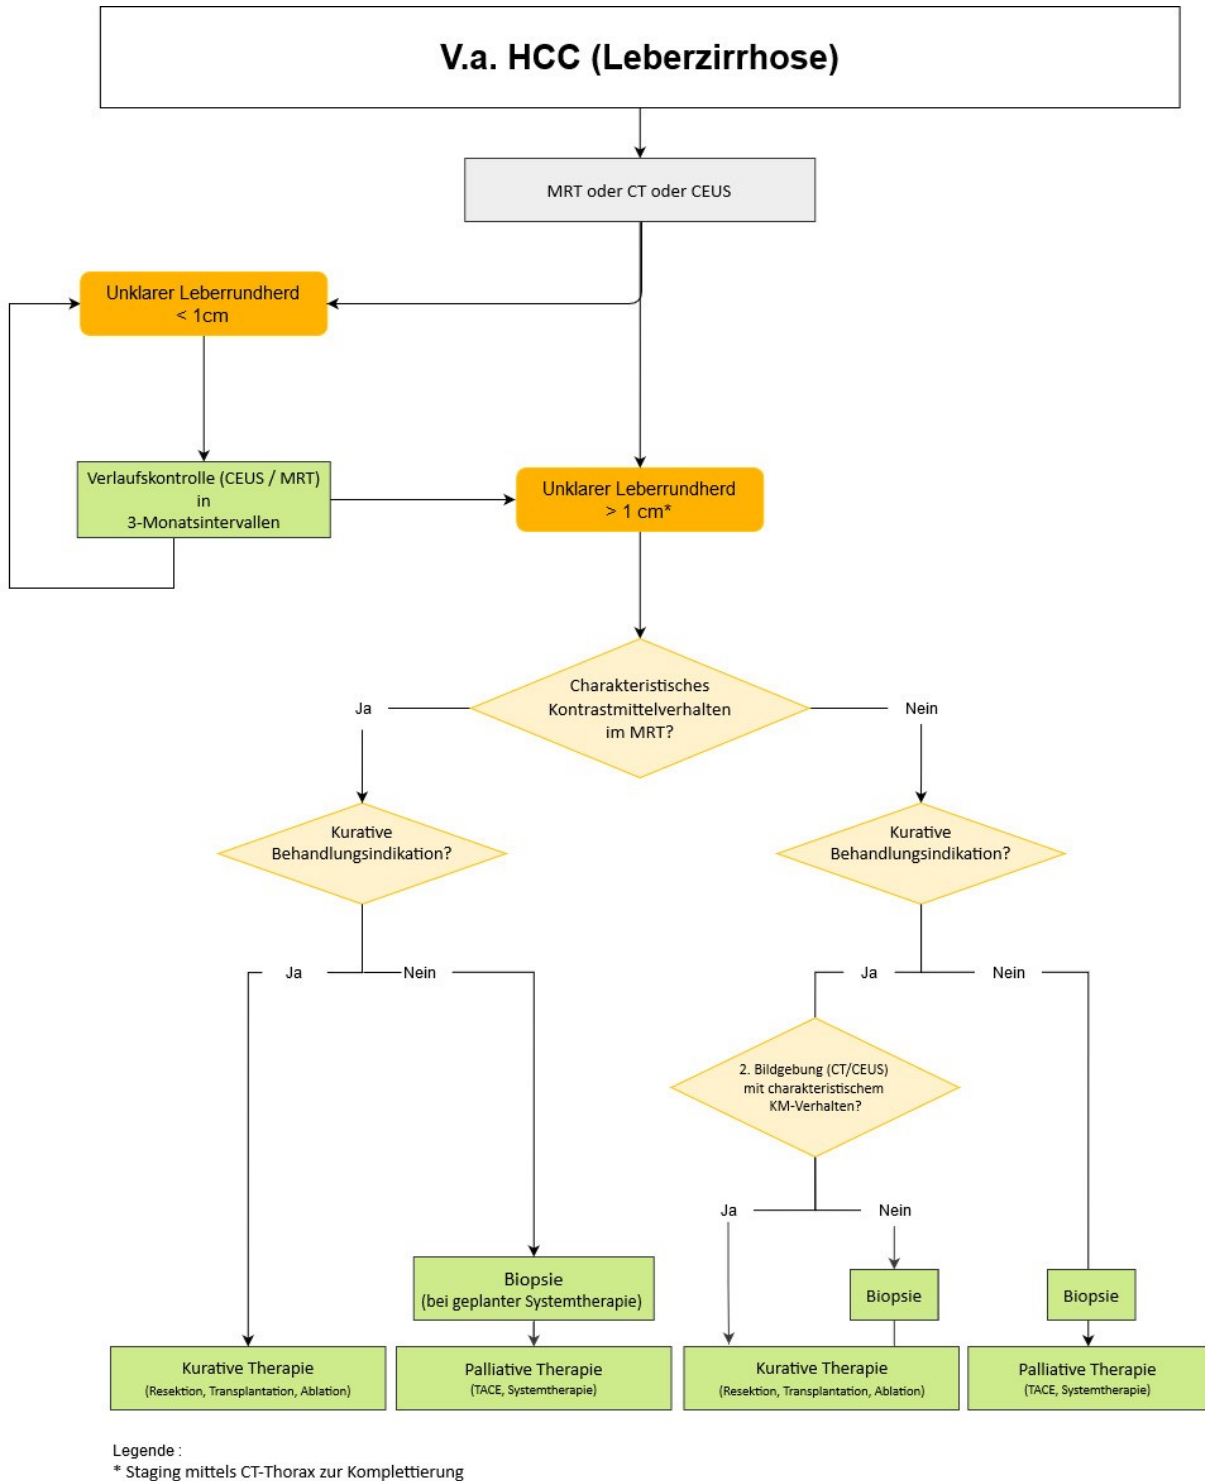 V.a. HCC (Leberzirrhose)
MRT oder CT oder CEUS
Unklarer Leberrundherd
< 1cm
Verlaufskontrolle (CEUS / MRT)
in
3-Monatsintervallen
Unklarer Leberrundherd
> 1 cm*
Charakteristisches
Kontrastmittelverhalten
im MRT?
Ja
Nein
Kurative
Behandlungsindikation?
Kurative
Behandlungsindikation?
Ja
Nein
Ja
Nein
2. Bildgebung (CT/CEUS)
mit charakteristischem
KM-Verhalten?
Ja
Nein
Biopsie
(bei geplanter Systemtherapie)
Biopsie
Biopsie
Kurative Therapie
(Resektion, Transplantation, Ablation)
Palliative Therapie
(TACE, Systemtherapie)
Kurative Therapie
(Resektion, Transplantation, Ablation)
Palliative Therapie
(TACE, Systemtherapie)
Legende :
* Staging mittels CT-Thorax zur Komplettierung